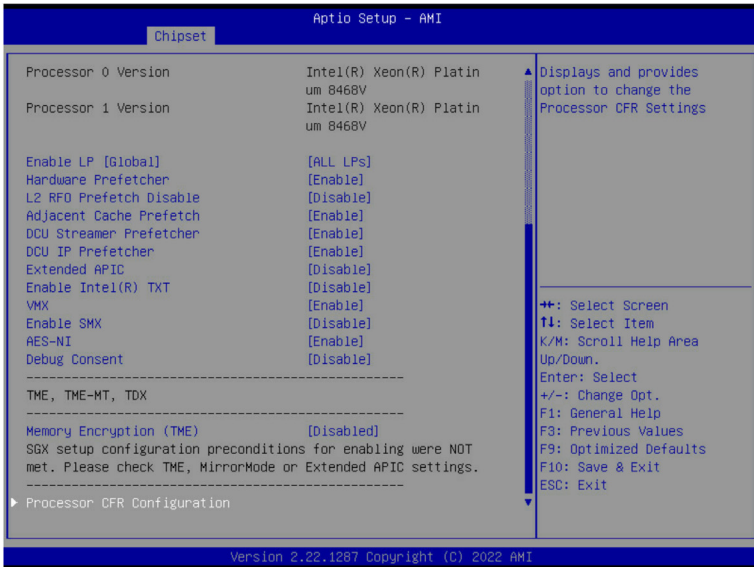 Aptio Setup – AMI
Chipset
Processor 0 Version Intel(R) Xeon(R) Platin
um 8468V
Processor 1 Version Intel(R) Xeon(R) Platin
um 8468V
Enable LP [Global] [ALL LPs]
Hardware Prefetcher [Enable]
L2 RFO Prefetch Disable [Disable]
Adjacent Cache Prefetch [Enable]
DCU Streamer Prefetcher [Enable]
DCU IP Prefetcher [Enable]
Extended APIC [Disable]
Enable Intel(R) TXT [Disable]
VMX [Enable]
Enable SMX [Disable]
AES-NI [Enable]
Debug Consent [Disable]
--------------------------------------------------
TME, TME-MT, TDX
--------------------------------------------------
Memory Encryption (TME) [Disabled]
SGX setup configuration preconditions for enabling were NOT
met. Please check TME, MirrorMode or Extended APIC settings.
--------------------------------------------------
Processor CFR Configuration
Displays and provides
option to change the
Processor CFR Settings
→←: Select Screen
↑↓: Select Item
K/M: Scroll Help Area
Up/Down.
Enter: Select
+/-: Change Opt.
F1: General Help
F3: Previous Values
F9: Optimized Defaults
F10: Save & Exit
ESC: Exit
Version 2.22.1287 Copyright (C) 2022 AMI